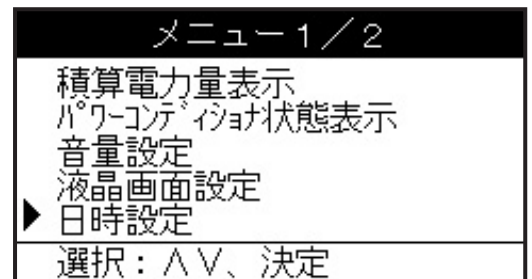 メニュー1/2
積算電力量表示
パワーコンディショナ状態表示
音量設定
液晶画面設定
▶日時設定
選択:∧∨、決定